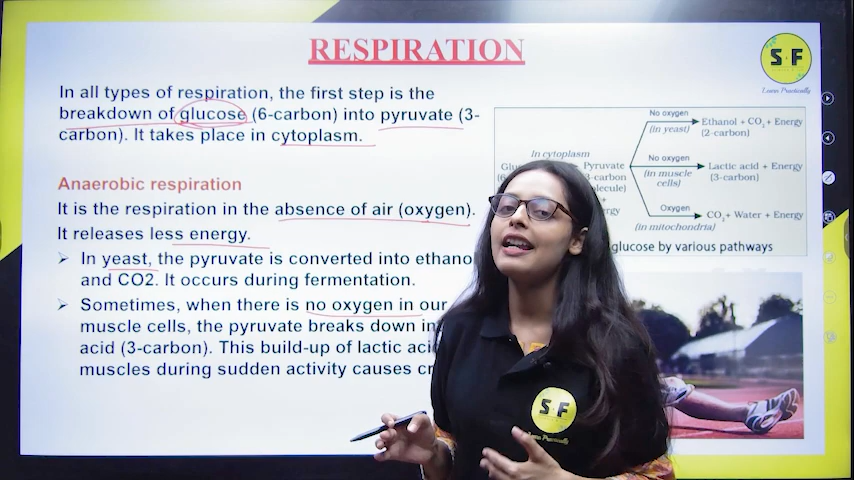 RESPIRATION
S F
Learn Practically
In all types of respiration, the first step is the
breakdown of glucose (6-carbon) into pyruvate (3-
carbon). It takes place in cytoplasm.
Anaerobic respiration
It is the respiration in the absence of air (oxygen).
It releases less energy.
➢ In yeast, the pyruvate is converted into ethano
and CO2. It occurs during fermentation.
➢ Sometimes, when there is no oxygen in our
muscle cells, the pyruvate breaks down in
acid (3-carbon). This build-up of lactic aci
muscles during sudden activity causes cr
In cytoplasm
Pyruvate
3-carbon
No oxygen
(in yeast)
Ethanol + CO₂ + Energy
(2-carbon)
No oxygen
(in muscle
cells)
Lactic acid + Energy
(3-carbon)
Oxygen
(in mitochondria)
CO₂ + Water + Energy
glucose by various pathways
S F
Learn Practically